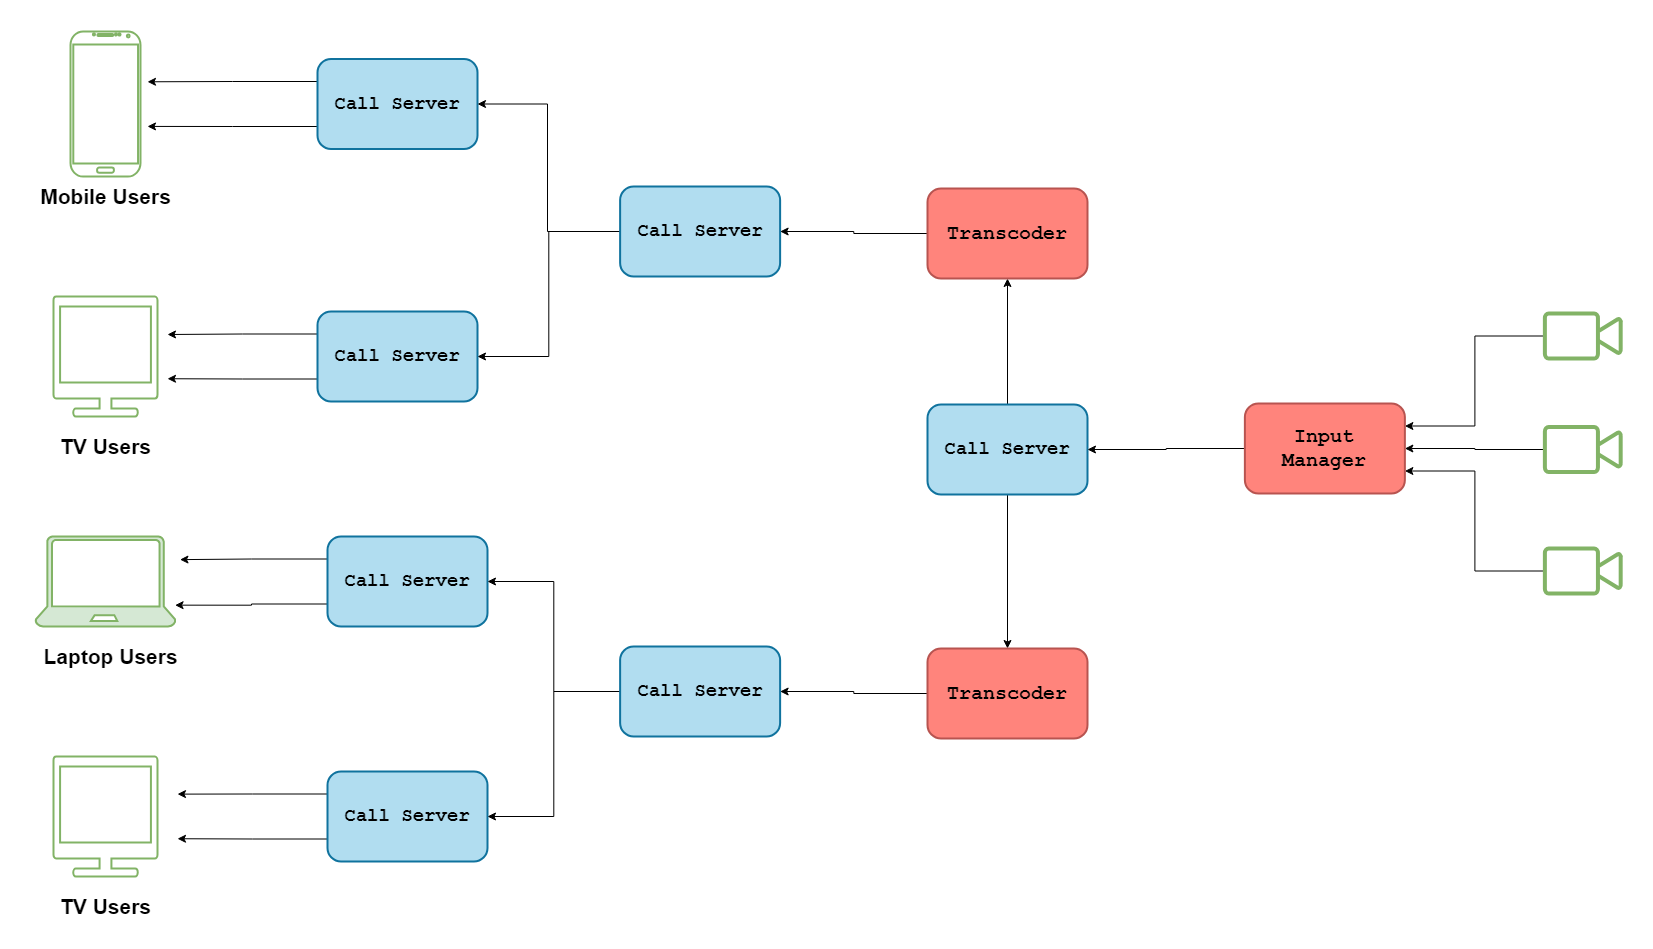 Call Server
Mobile Users
Call Server
Transcoder
Call Server
TV Users
Call Server
Input
Manager
Call Server
Laptop Users
Call Server
Transcoder
Call Server
TV Users